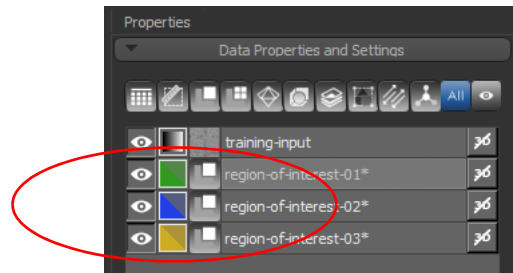 Properties
Data Properties and Settings
All
training-input
region-of-interest-01*
region-of-interest-02*
region-of-interest-03*